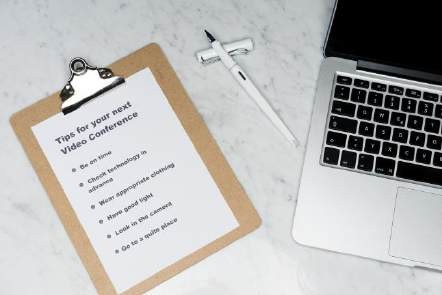 Tips for your next
Video Conference
Be on time
Check technology in
advance
Wear appropriate clothing
Have good light
Look in the camera
Go to a quite place